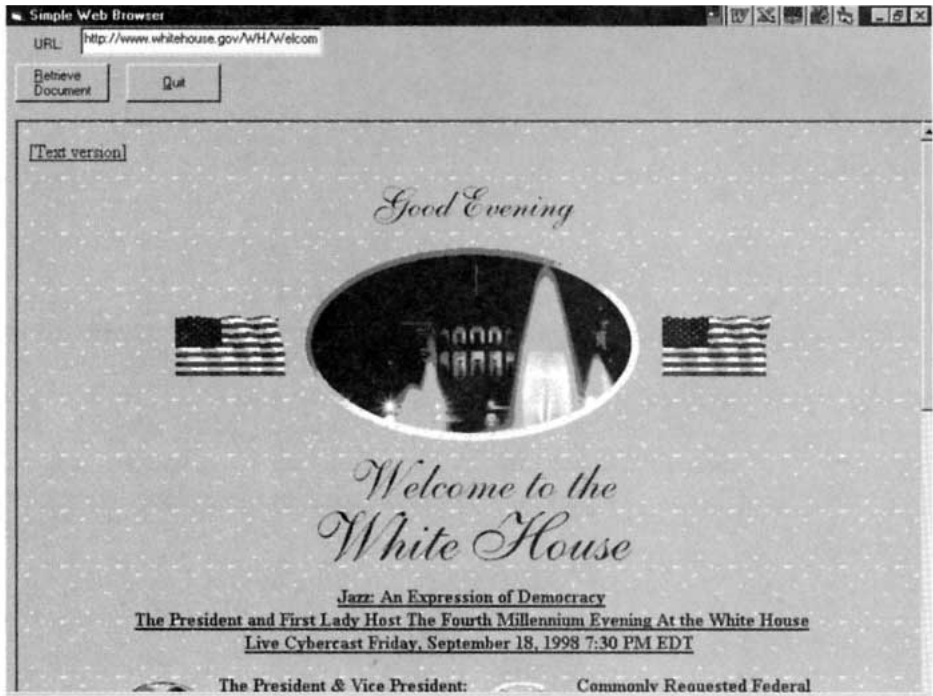 Simple Web Browser
URL: http://www.whitehouse.gov/WH/Welcom
Retrieve Document
Quit
[Text version]
Good Evening
Welcome to the
White House
Jazz: An Expression of Democracy
The President and First Lady Host The Fourth Millennium Evening At the White House
Live Cybercast Friday, September 18, 1998 7:30 PM EDT
The President & Vice President:
Commonly Requested Federal